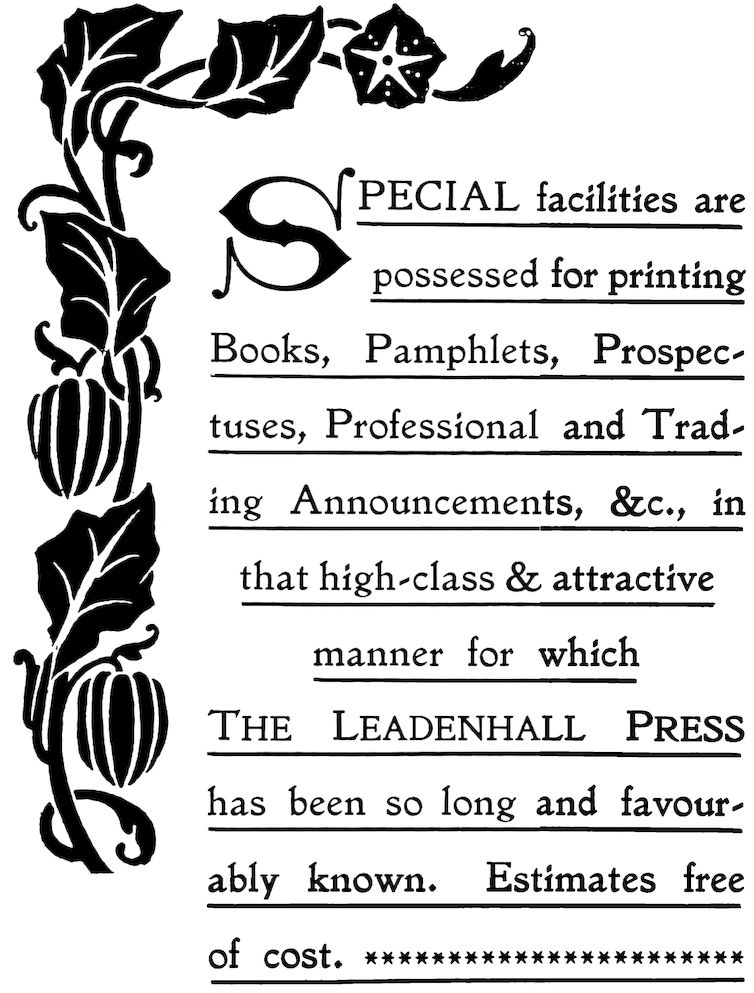 SPECIAL facilities are
possessed for printing
Books, Pamphlets, Prospec-
tuses, Professional and Trad-
ing Announcements, &c., in
that high-class & attractive
manner for which
THE LEADENHALL PRESS
has been so long and favour-
ably known. Estimates free
of cost. ***********************